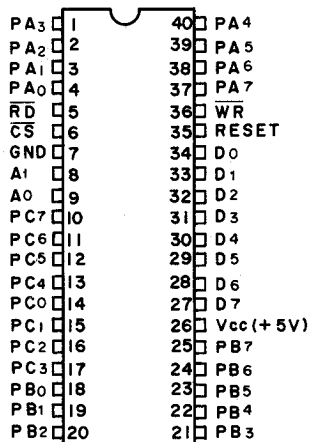 PA3 1 40 PA4
PA2 2 39 PA5
PA1 3 38 PA6
PA0 4 37 PA7
RD 5 36 WR
CS 6 35 RESET
GND 7 34 D0
A1 8 33 D1
A0 9 32 D2
PC7 10 31 D3
PC6 11 30 D4
PC5 12 29 D5
PC4 13 28 D6
PC0 14 27 D7
PC1 15 26 Vcc (+5V)
PC2 16 25 PB7
PC3 17 24 PB6
PB0 18 23 PB5
PB1 19 22 PB4
PB2 20 21 PB3